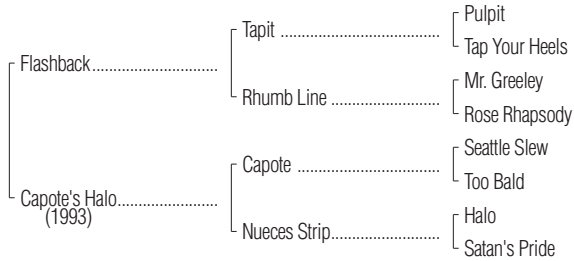 Pulpit
Tapit
Tap Your Heels
Flashback
Mr. Greeley
Rhumb Line
Rose Rhapsody
Seattle Slew
Capote
Too Bald
Capote's Halo
(1993)
Halo
Nueces Strip
Satan's Pride